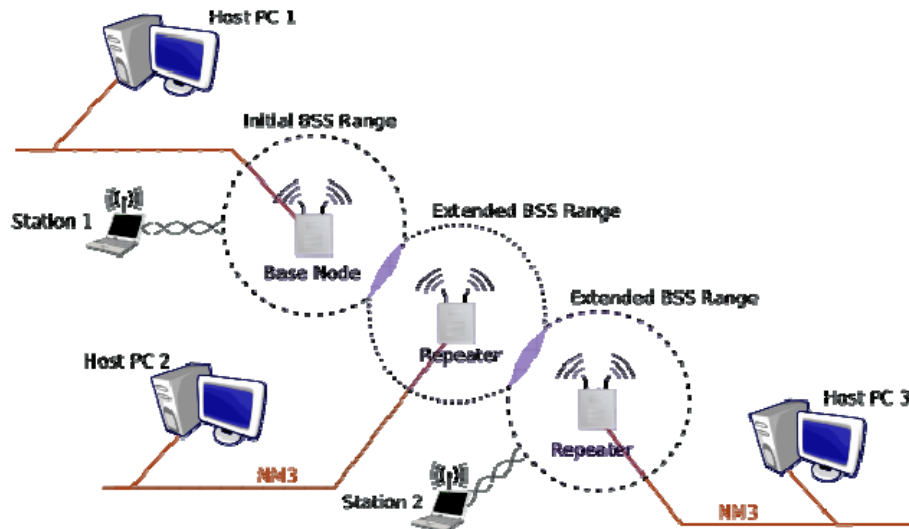 Host PC 1
Initial BSS Range
Station 1
Extended BSS Range
Base Node
Extended BSS Range
Host PC 2
Repeater
Host PC 3
Repeater
NM3
Station 2
NM3